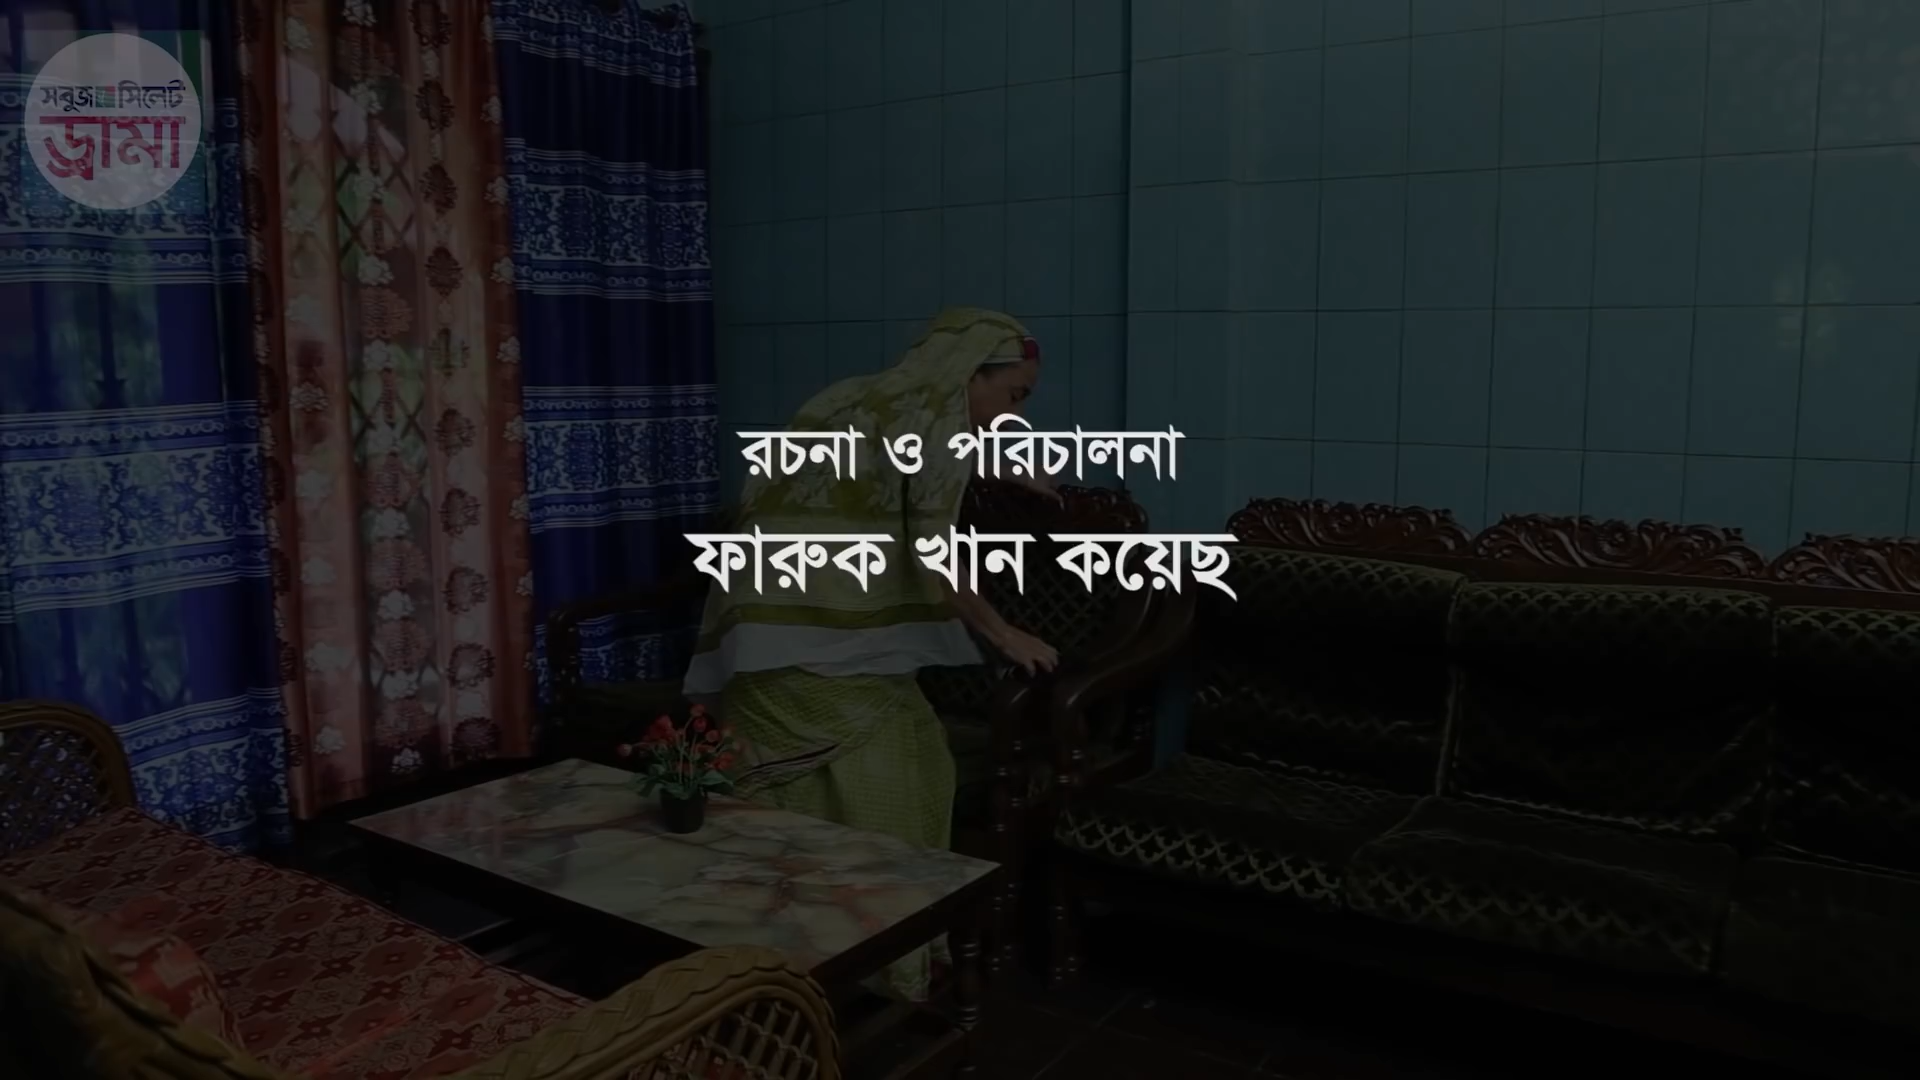 সবুজ সিলেট
ড্রামা
রচনা ও পরিচালনা
ফারুক খান কয়েছ